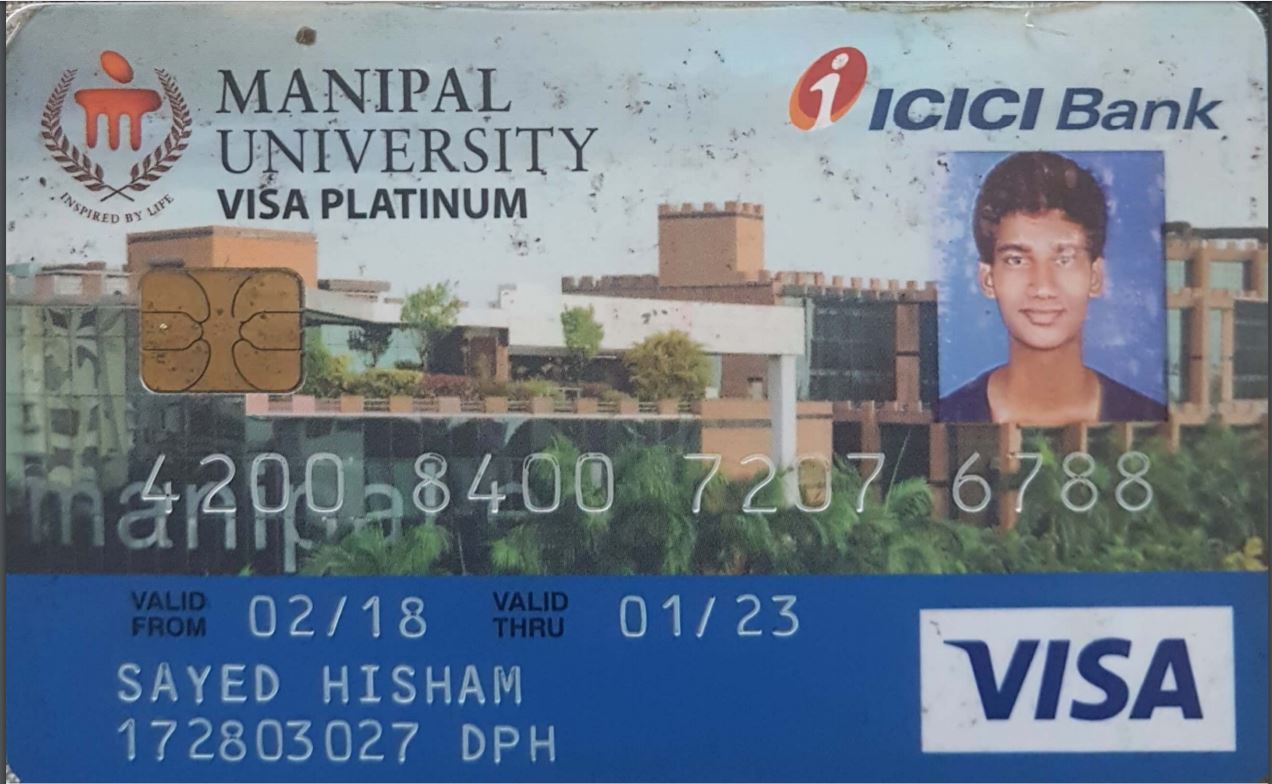 MANIPAL
UNIVERSITY
VISA PLATINUM
INSPIRED BY LIFE
i ICICI Bank
manipal
4200 8400 7207 6788
VALID FROM 02/18 VALID THRU 01/23
SAYED HISHAM
172803027 DPH
VISA